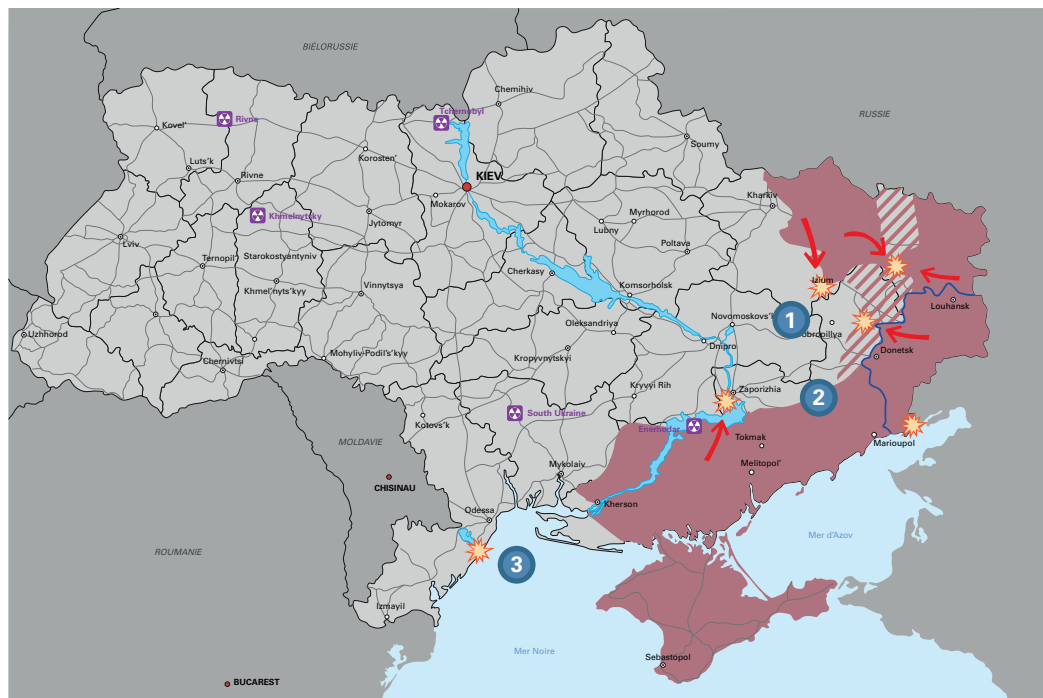 BIÉLORUSSIE
RUSSIE
Chernihiv
Tchernobyl
Rivne
Kovel'
Soumy
Korosten'
Luts'k
Rivne
KIEV
Kharkiv
Mokarov
Khmelnytsky
Myrhorod
Lubny
Jytomyr
Lviv
Poltava
Starokostyantyniv
Ternopil'
Cherkasy
Izium
Khmel'nyts'kyy
Vinnytsya
Komsorholsk
Louhansk
Novomoskovs'k
1
Oleksandriya
Uzhhorod
Dobropillya
Dnipro
Donetsk
Kropyvnytskyi
Mohyliv-Podil's'kyy
Chernivtsi
Kryvyi Rih
Zaporizhia
2
South Ukraine
Kotovs'k
Enerhodar
Tokmak
MOLDAVIE
Marioupol
Mykolaiv
Melitopol'
CHISINAU
Kherson
Odessa
Mer d'Azov
ROUMANIE
3
Izmayil
Mer Noire
Sebastopol
BUCAREST